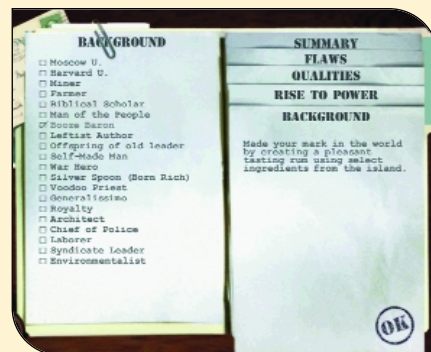 BACKGROUND
Moscow U.
Harvard U.
Miner
Farmer
Biblical Scholar
Man of the People
Booze Baron
Leftist Author
Offspring of old leader
Self-Made Man
War Hero
Silver Spoon (Born Rich)
Voodoo Priest
Generalissimo
Royalty
Architect
Chief of Police
Laborer
Syndicate Leader
Environmentalist
SUMMARY
FLAWS
QUALITIES
RISE TO POWER
BACKGROUND
Made your mark in the world
by creating a pleasant
tasting rum using select
ingredients from the island.
OK